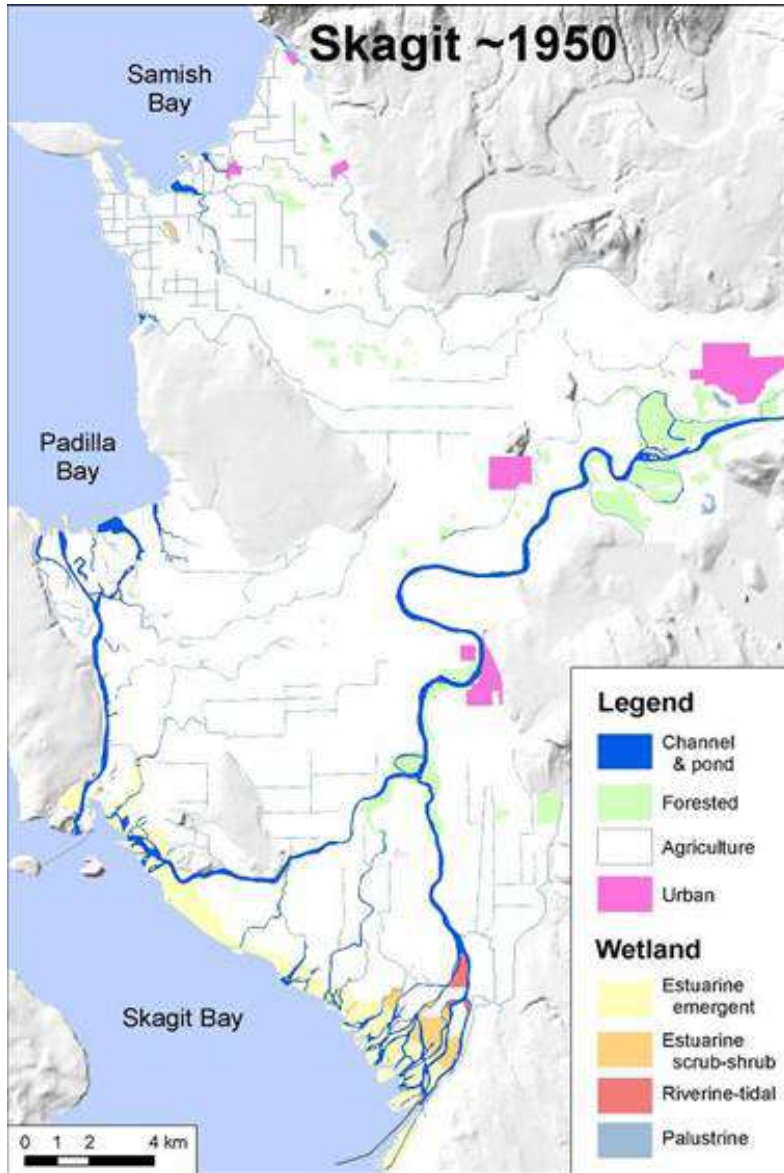 Skagit ~1950
Samish
Bay
Padilla
Bay
Skagit Bay
Legend
Channel
& pond
Forested
Agriculture
Urban
Wetland
Estuarine
emergent
Estuarine
scrub-shrub
Riverine-tidal
Palustrine
0 1 2 4 km